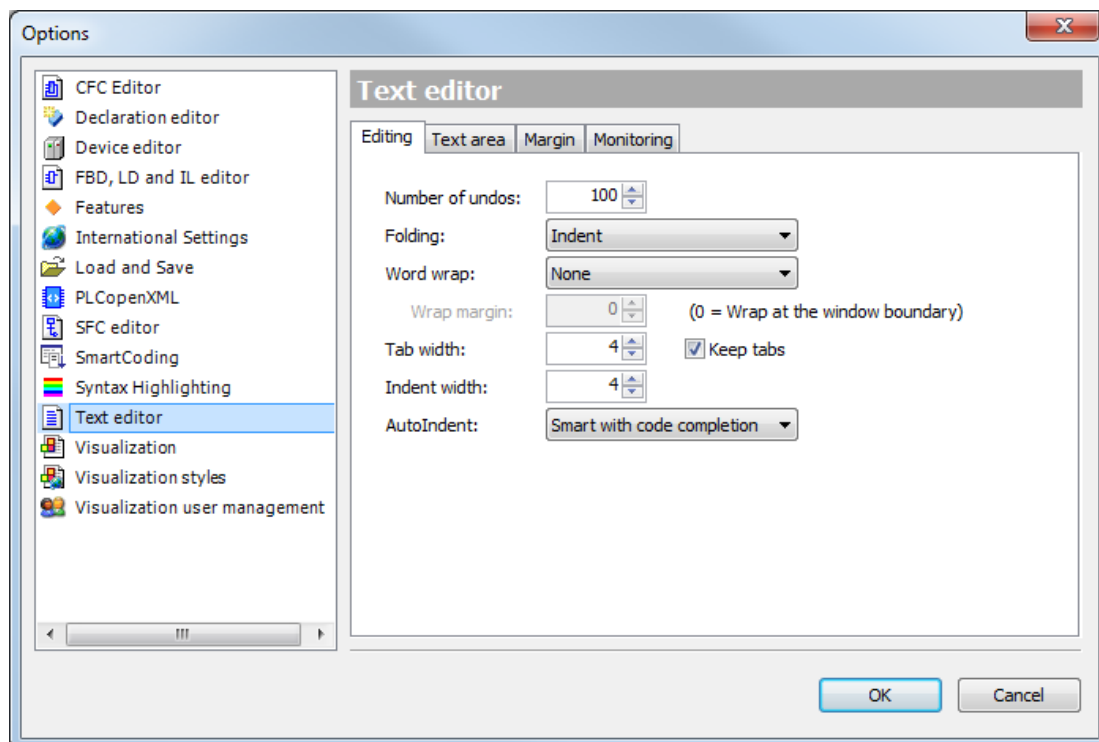 Options
CFC Editor
Declaration editor
Device editor
FBD, LD and IL editor
Features
International Settings
Load and Save
PLCopenXML
SFC editor
SmartCoding
Syntax Highlighting
Text editor
Visualization
Visualization styles
Visualization user management
Text editor
Editing Text area Margin Monitoring
Number of undos: 100
Folding: Indent
Word wrap: None
Wrap margin: 0 (0 = Wrap at the window boundary)
Tab width: 4 Keep tabs
Indent width: 4
AutoIndent: Smart with code completion
OK Cancel